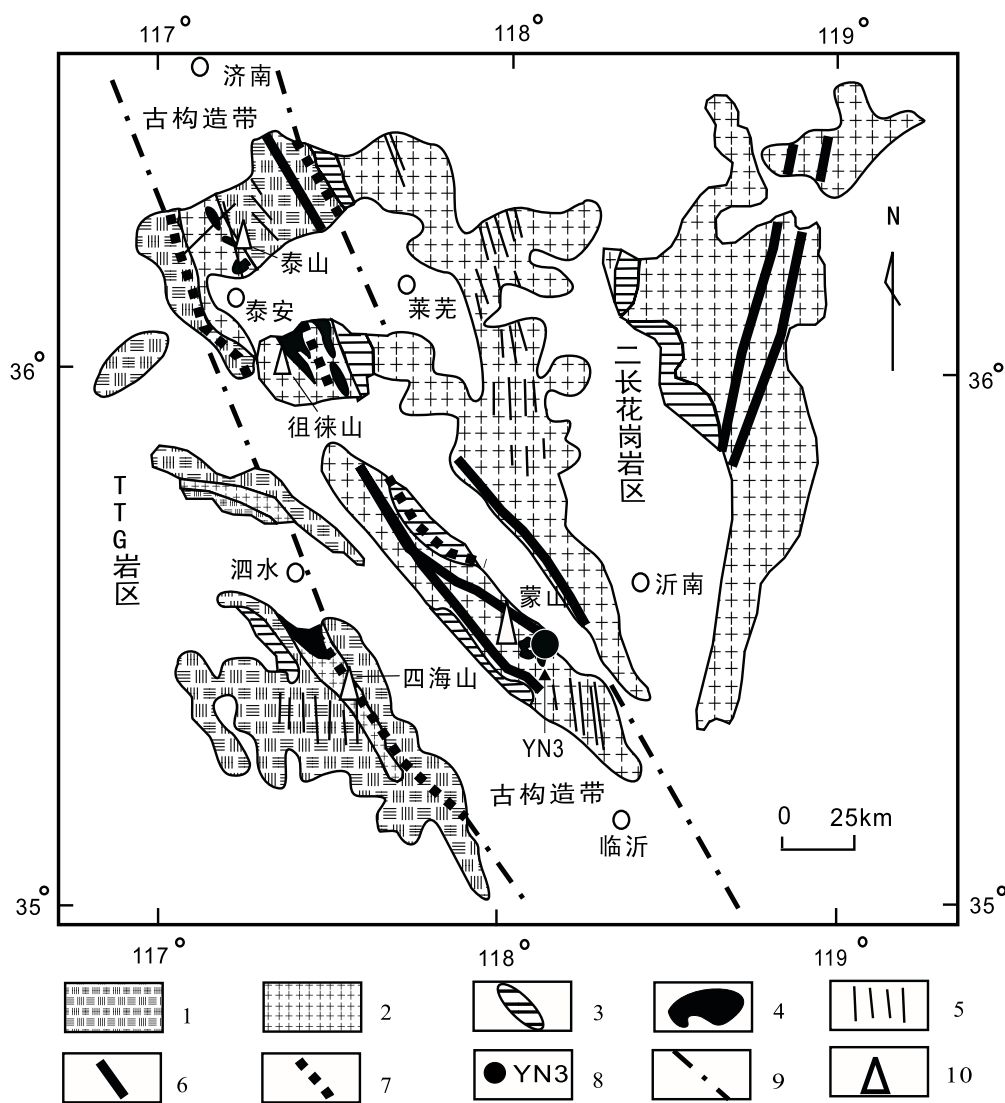 117°
118°
119°
济南
古构造带
N
泰山
泰安
莱芜
36°
36°
徂徕山
二长花岗岩区
TTG岩区
泗水
蒙山
沂南
四海山
YN3
古构造带
临沂
0 25km
35°
35°
117°
118°
119°
1
2
3
4
5
6
7
YN3 8
9
10